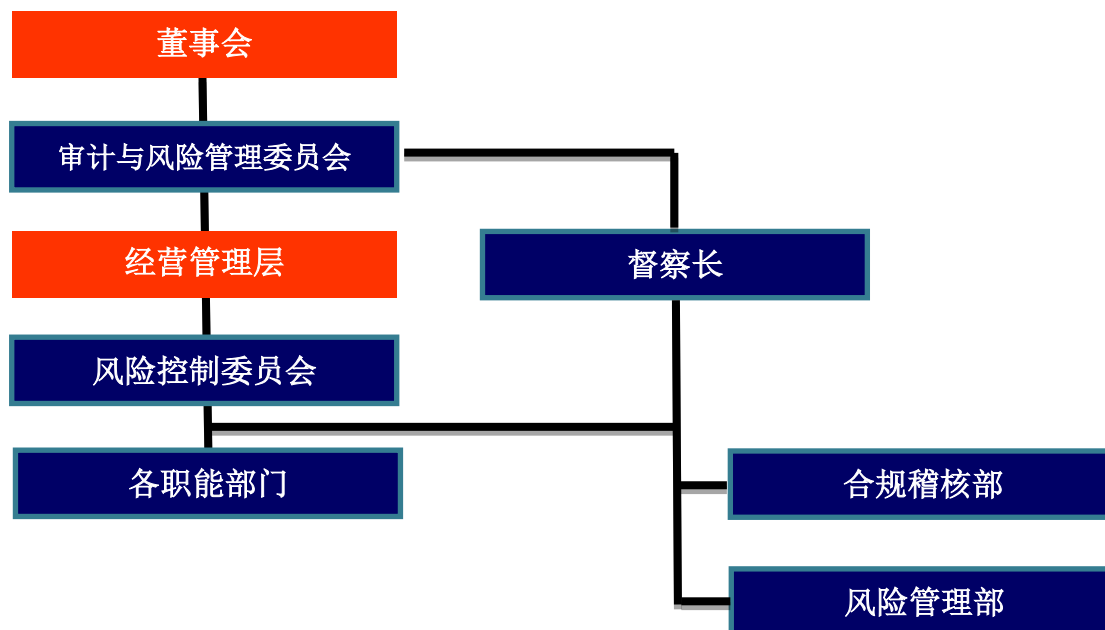 董事会
审计与风险管理委员会
经营管理层
督察长
风险控制委员会
各职能部门
合规稽核部
风险管理部